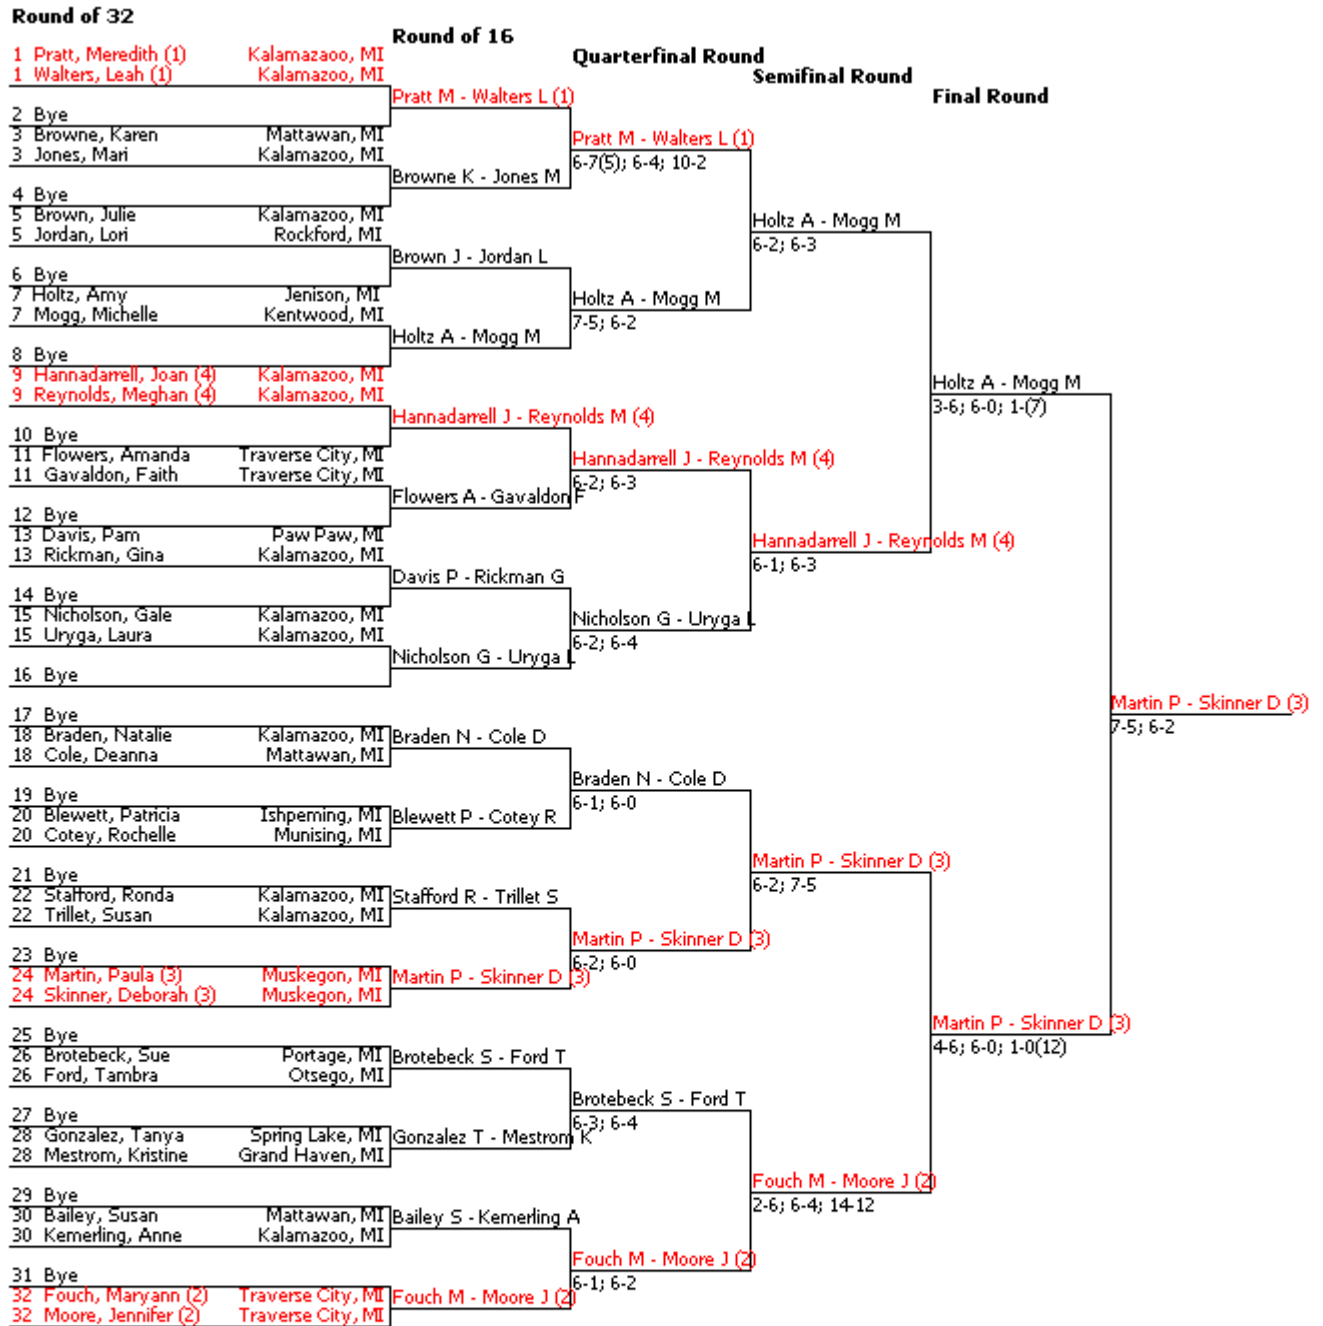 Round of 32
1 Pratt, Meredith (1) Kalamazaoo, MI
1 Walters, Leah (1) Kalamazoo, MI
2 Bye
3 Browne, Karen Mattawan, MI
3 Jones, Mari Kalamazoo, MI
4 Bye
5 Brown, Julie Kalamazoo, MI
5 Jordan, Lori Rockford, MI
6 Bye
7 Holtz, Amy Jenison, MI
7 Mogg, Michelle Kentwood, MI
8 Bye
9 Hannadarrell, Joan (4) Kalamazoo, MI
9 Reynolds, Meghan (4) Kalamazoo, MI
10 Bye
11 Flowers, Amanda Traverse City, MI
11 Gavaldon, Faith Traverse City, MI
12 Bye
13 Davis, Pam Paw Paw, MI
13 Rickman, Gina Kalamazoo, MI
14 Bye
15 Nicholson, Gale Kalamazoo, MI
15 Uryga, Laura Kalamazoo, MI
16 Bye
17 Bye
18 Braden, Natalie Kalamazoo, MI
18 Cole, Deanna Mattawan, MI
19 Bye
20 Blewett, Patricia Ishpeming, MI
20 Cotey, Rochelle Munising, MI
21 Bye
22 Stafford, Ronda Kalamazoo, MI
22 Trillet, Susan Kalamazoo, MI
23 Bye
24 Martin, Paula (3) Muskegon, MI
24 Skinner, Deborah (3) Muskegon, MI
25 Bye
26 Brotebeck, Sue Portage, MI
26 Ford, Tambra Otsego, MI
27 Bye
28 Gonzalez, Tanya Spring Lake, MI
28 Mestrom, Kristine Grand Haven, MI
29 Bye
30 Bailey, Susan Mattawan, MI
30 Kemerling, Anne Kalamazoo, MI
31 Bye
32 Fouch, Maryann (2) Traverse City, MI
32 Moore, Jennifer (2) Traverse City, MI
Round of 16
Pratt M - Walters L (1)
Browne K - Jones M
Brown J - Jordan L
Holtz A - Mogg M
Hannadarrell J - Reynolds M (4)
Flowers A - Gavaldon F
Davis P - Rickman G
Nicholson G - Uryga L
Braden N - Cole D
Blewett P - Cotey R
Stafford R - Trillet S
Martin P - Skinner D (3)
Brotebeck S - Ford T
Gonzalez T - Mestrom K
Bailey S - Kemerling A
Fouch M - Moore J (2)
Quarterfinal Round
Pratt M - Walters L (1)
6-7(5); 6-4; 10-2
Holtz A - Mogg M
7-5; 6-2
Hannadarrell J - Reynolds M (4)
6-2; 6-3
Nicholson G - Uryga L
6-2; 6-4
Braden N - Cole D
6-1; 6-0
Martin P - Skinner D (3)
6-2; 6-0
Brotebeck S - Ford T
6-3; 6-4
Fouch M - Moore J (2)
6-1; 6-2
Semifinal Round
Holtz A - Mogg M
6-2; 6-3
Hannadarrell J - Reynolds M (4)
6-1; 6-3
Martin P - Skinner D (3)
6-2; 7-5
Fouch M - Moore J (2)
2-6; 6-4; 14-12
Final Round
Holtz A - Mogg M
3-6; 6-0; 1-(7)
Martin P - Skinner D (3)
4-6; 6-0; 1-0(12)
Martin P - Skinner D (3)
7-5; 6-2